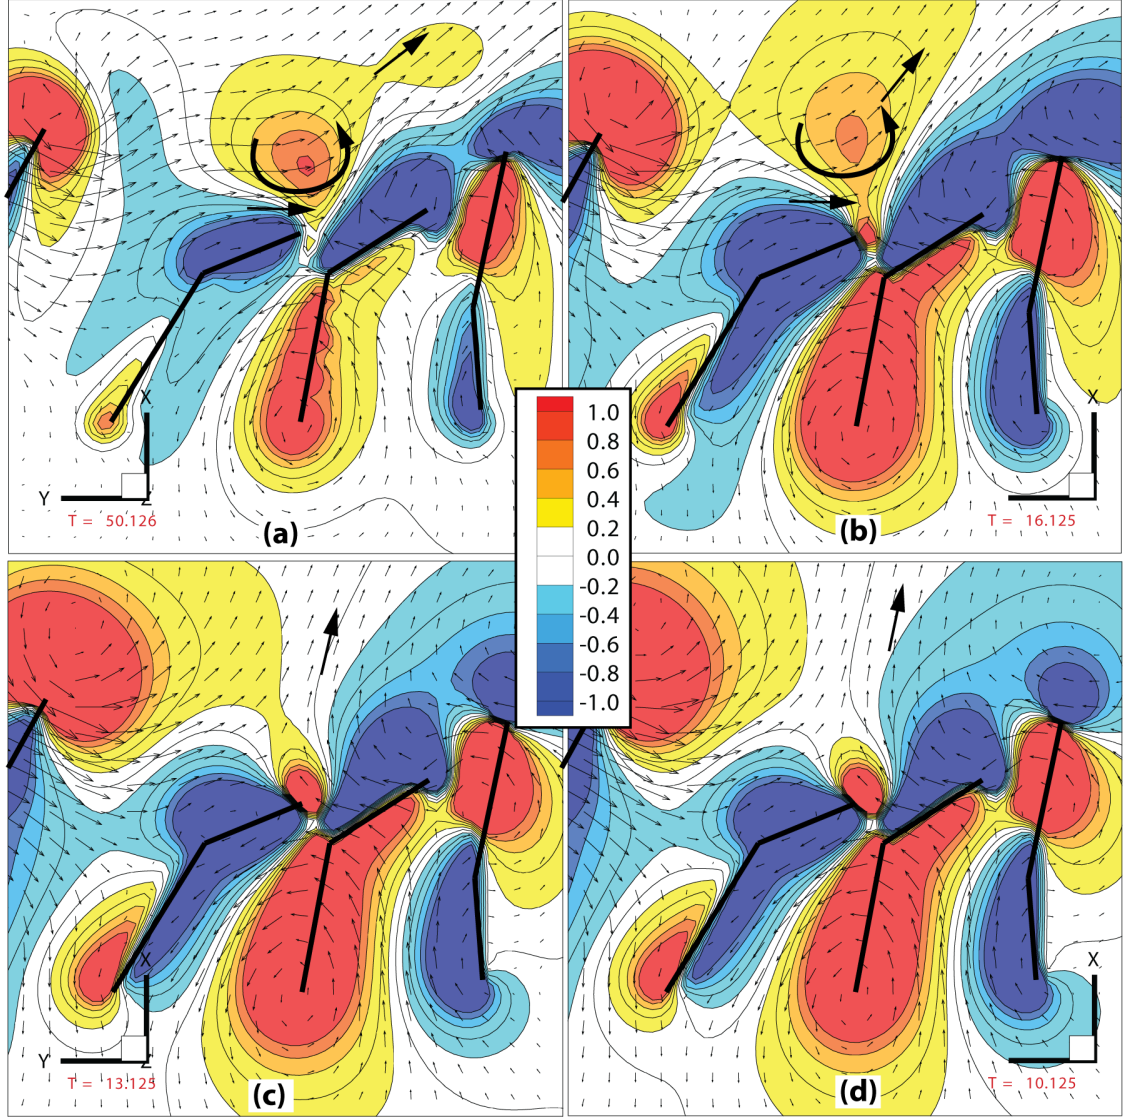 X
Y
Z
T = 50.126
(a)
X
T = 16.125
(b)
1.0
0.8
0.6
0.4
0.2
0.0
-0.2
-0.4
-0.6
-0.8
-1.0
X
Y
Z
T = 13.125
(c)
X
T = 10.125
(d)